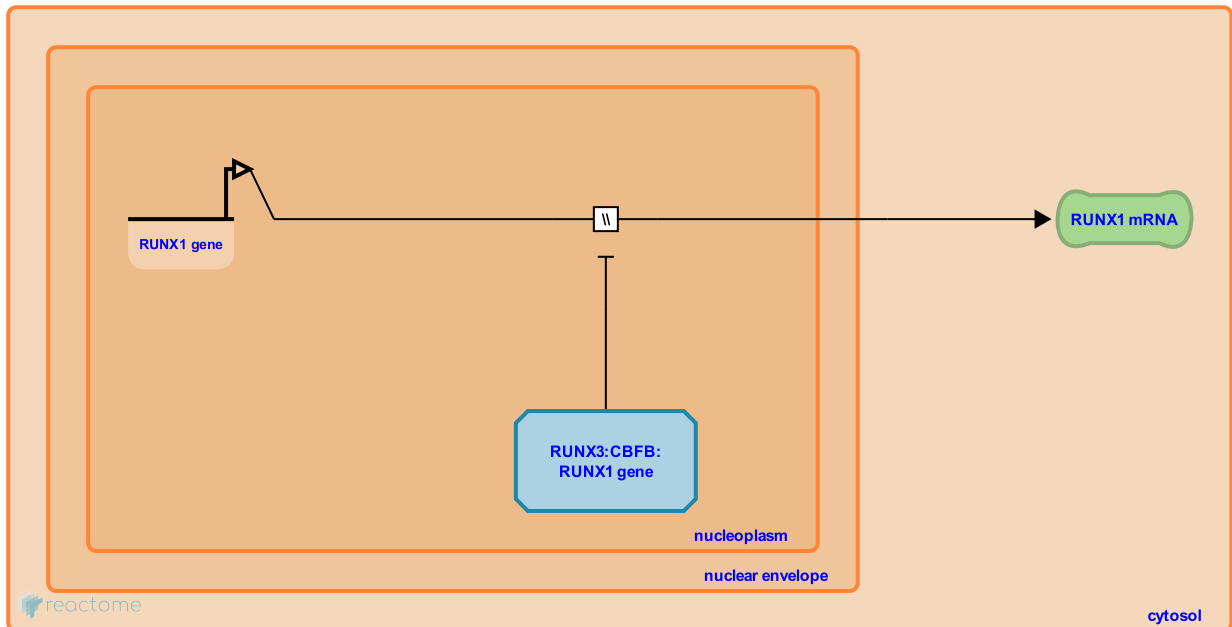 RUNX1 gene
\\
RUNX1 mRNA
RUNX3:CBFB:
RUNX1 gene
nucleoplasm
nuclear envelope
reactome
cytosol